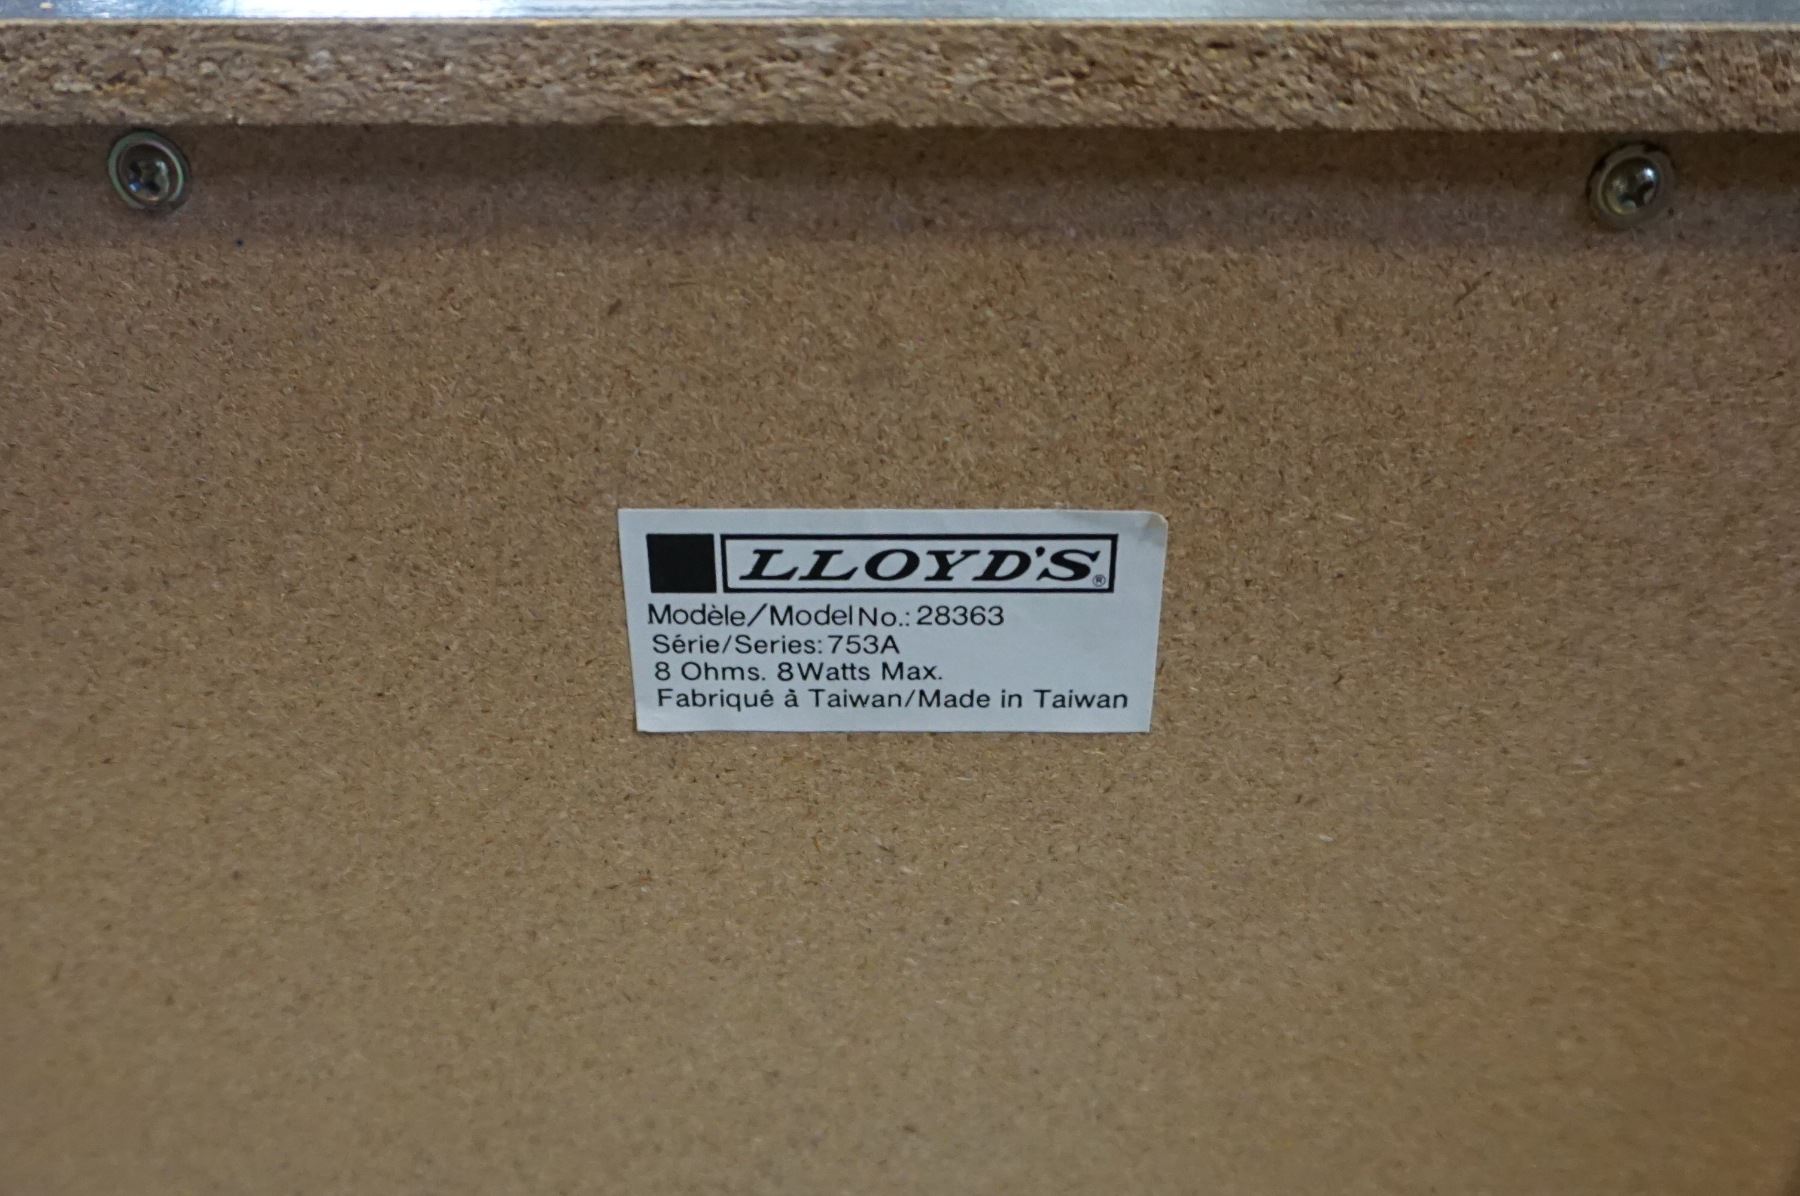 LLOYD'S®
Modèle/Model No.: 28363
Série/Series: 753A
8 Ohms. 8 Watts Max.
Fabriqué à Taiwan/Made in Taiwan